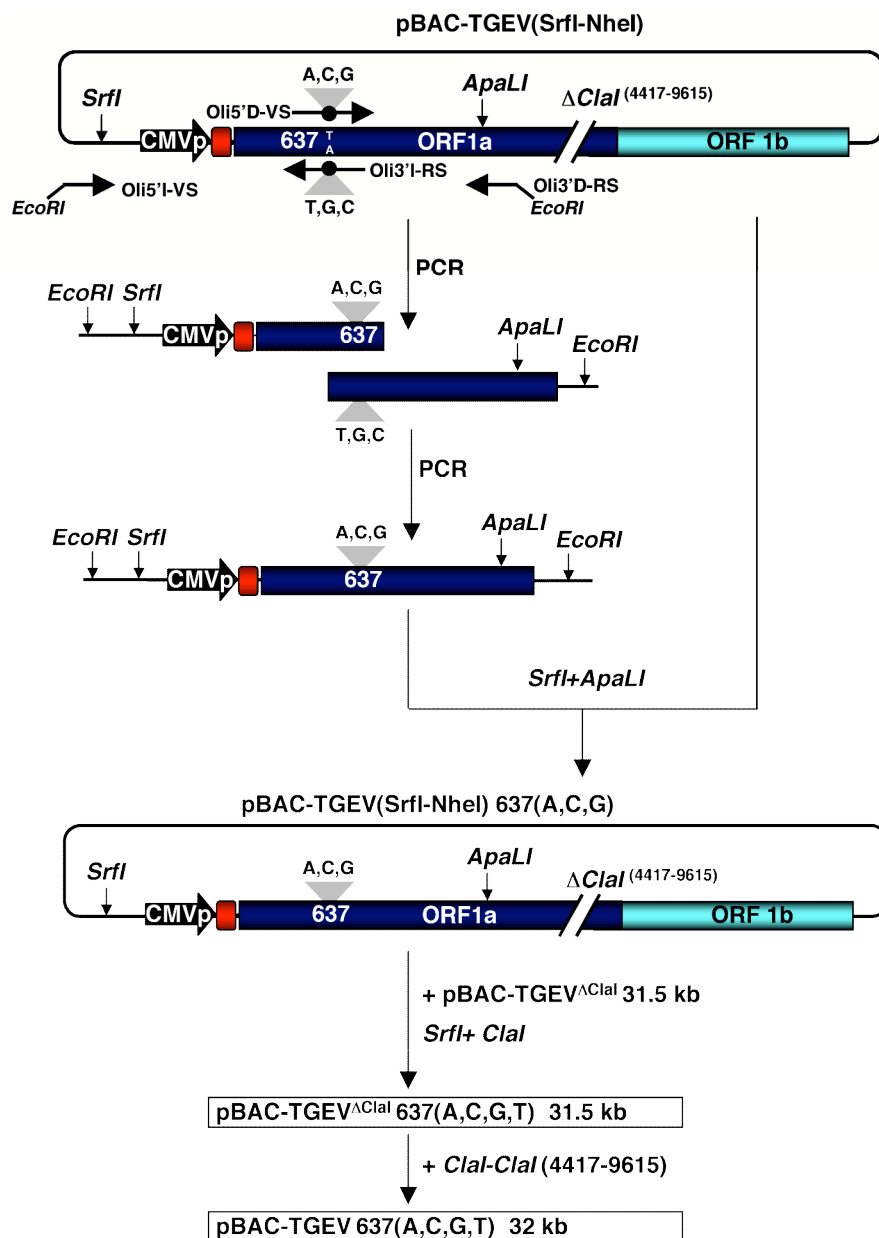 pBAC-TGEV(SrfI-NheI)
A,C,G
ApaLI
ΔClaI (4417-9615)
SrfI
Oli5'D-VS
CMVp
637
T
A
ORF1a
ORF 1b
Oli3'I-RS
Oli5'I-VS
Oli3'D-RS
EcoRI
EcoRI
T,G,C
PCR
A,C,G
EcoRI SrfI
CMVp
637
ApaLI
EcoRI
T,G,C
PCR
A,C,G
ApaLI
EcoRI SrfI
EcoRI
CMVp
637
SrfI+ApaLI
pBAC-TGEV(SrfI-NheI) 637(A,C,G)
A,C,G
ApaLI
ΔClaI (4417-9615)
SrfI
CMVp
637
ORF1a
ORF 1b
+ pBAC-TGEVΔClaI 31.5 kb
SrfI+ ClaI
pBAC-TGEVΔClaI 637(A,C,G,T) 31.5 kb
+ ClaI-ClaI (4417-9615)
pBAC-TGEV 637(A,C,G,T) 32 kb